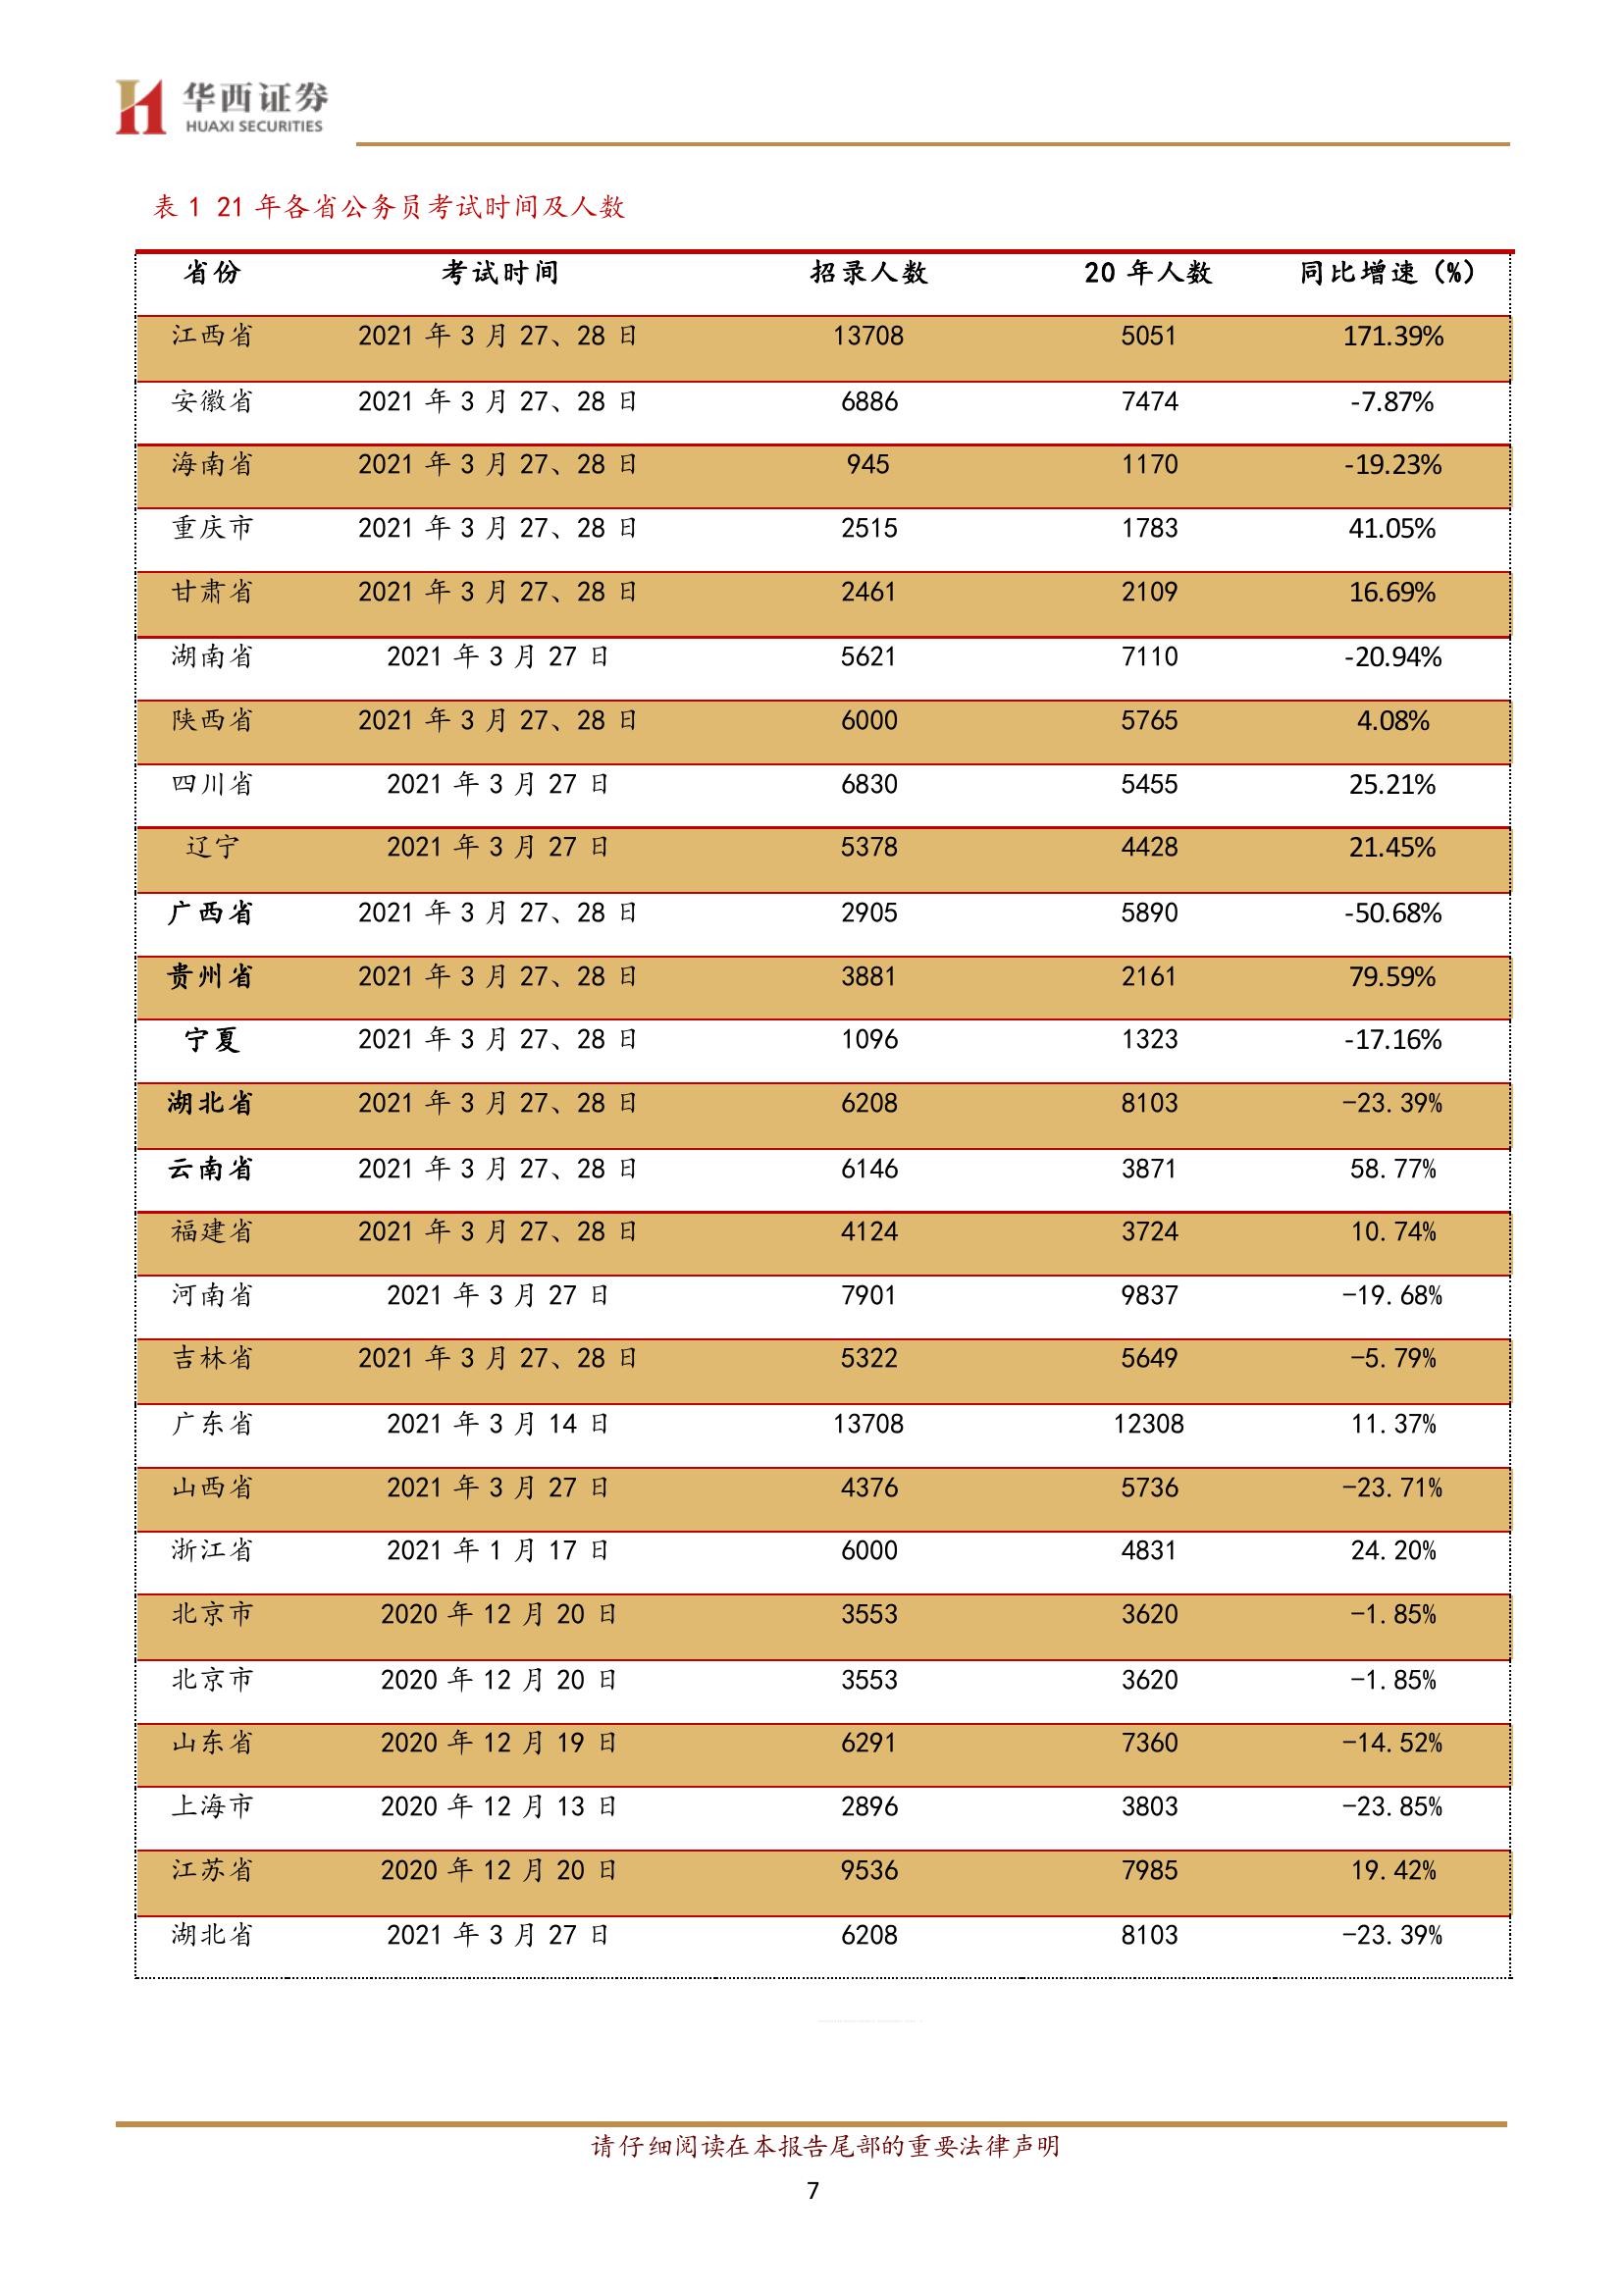 华西证券
HUAXI SECURITIES
表 1 21 年各省公务员考试时间及人数
省份 考试时间 招录人数 20 年人数 同比增速 (%)
江西省 2021 年 3 月 27、28 日 13708 5051 171.39%
安徽省 2021 年 3 月 27、28 日 6886 7474 -7.87%
海南省 2021 年 3 月 27、28 日 945 1170 -19.23%
重庆市 2021 年 3 月 27、28 日 2515 1783 41.05%
甘肃省 2021 年 3 月 27、28 日 2461 2109 16.69%
湖南省 2021 年 3 月 27 日 5621 7110 -20.94%
陕西省 2021 年 3 月 27、28 日 6000 5765 4.08%
四川省 2021 年 3 月 27 日 6830 5455 25.21%
辽宁 2021 年 3 月 27 日 5378 4428 21.45%
广西省 2021 年 3 月 27、28 日 2905 5890 -50.68%
贵州省 2021 年 3 月 27、28 日 3881 2161 79.59%
宁夏 2021 年 3 月 27、28 日 1096 1323 -17.16%
湖北省 2021 年 3 月 27、28 日 6208 8103 -23.39%
云南省 2021 年 3 月 27、28 日 6146 3871 58.77%
福建省 2021 年 3 月 27、28 日 4124 3724 10.74%
河南省 2021 年 3 月 27 日 7901 9837 -19.68%
吉林省 2021 年 3 月 27、28 日 5322 5649 -5.79%
广东省 2021 年 3 月 14 日 13708 12308 11.37%
山西省 2021 年 3 月 27 日 4376 5736 -23.71%
浙江省 2021 年 1 月 17 日 6000 4831 24.20%
北京市 2020 年 12 月 20 日 3553 3620 -1.85%
北京市 2020 年 12 月 20 日 3553 3620 -1.85%
山东省 2020 年 12 月 19 日 6291 7360 -14.52%
上海市 2020 年 12 月 13 日 2896 3803 -23.85%
江苏省 2020 年 12 月 20 日 9536 7985 19.42%
湖北省 2021 年 3 月 27 日 6208 8103 -23.39%
请仔细阅读在本报告尾部的重要法律声明
7